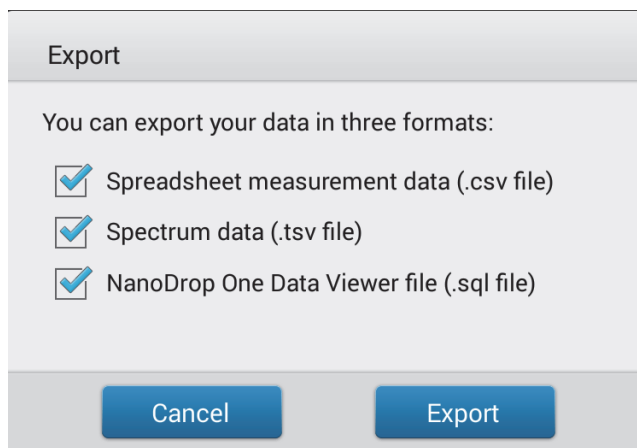 Export
You can export your data in three formats:
Spreadsheet measurement data (.csv file)
Spectrum data (.tsv file)
NanoDrop One Data Viewer file (.sql file)
Cancel Export